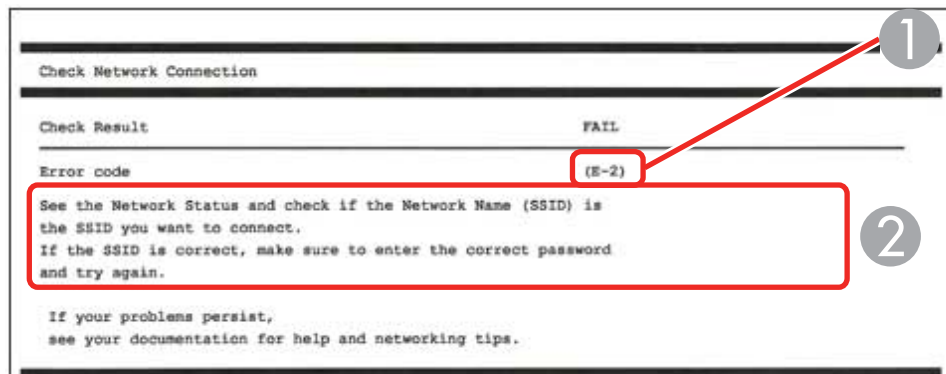 1
Check Network Connection
Check Result FAIL
Error code (E-2)
See the Network Status and check if the Network Name (SSID) is
the SSID you want to connect.
If the SSID is correct, make sure to enter the correct password
and try again.
2
If your problems persist,
see your documentation for help and networking tips.